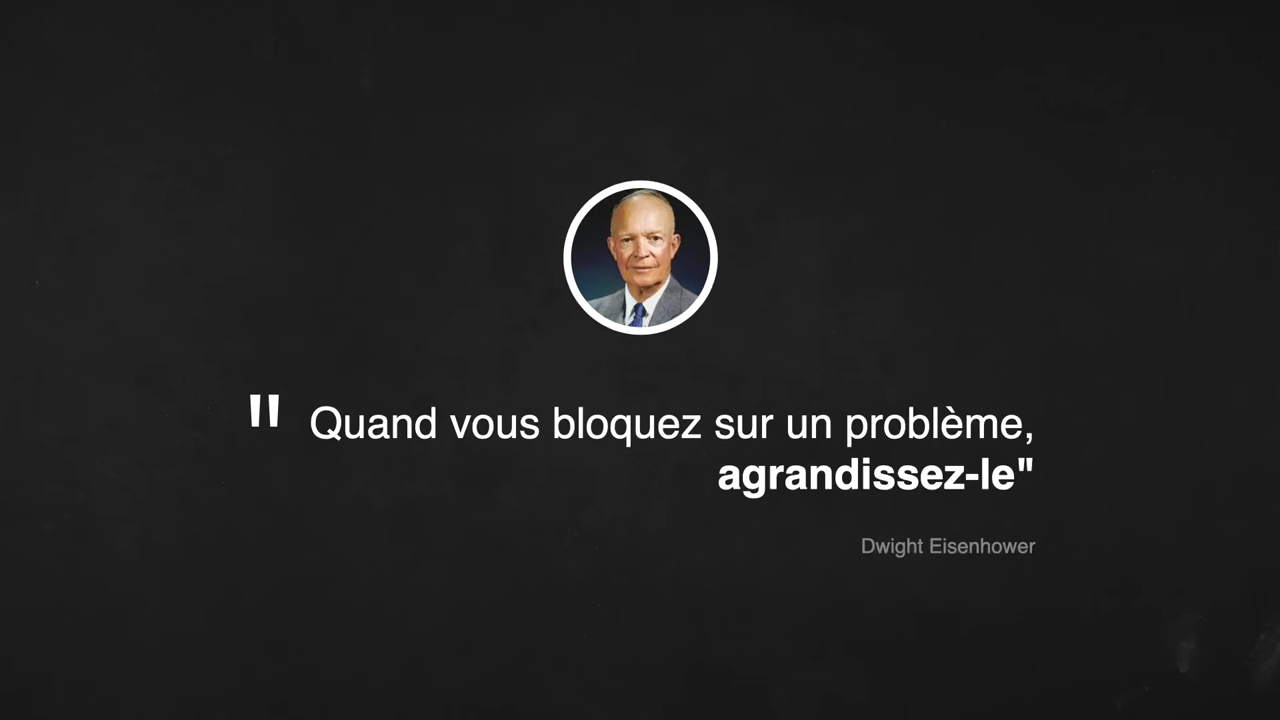 " Quand vous bloquez sur un problème,
agrandissez-le"
Dwight Eisenhower